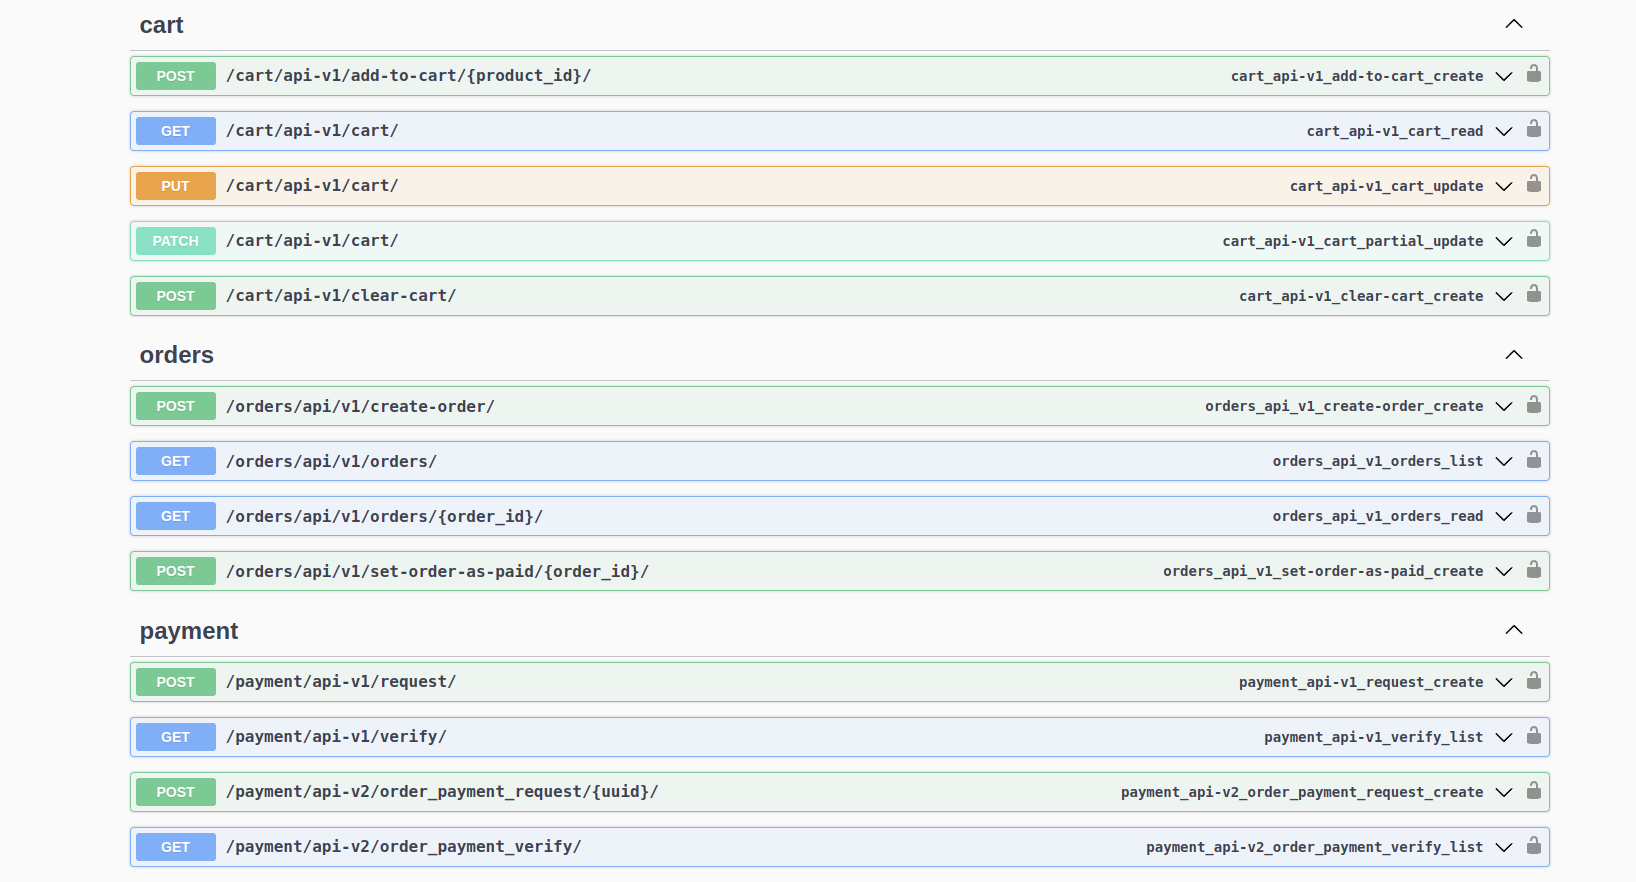 cart
POST /cart/api-v1/add-to-cart/{product_id}/ cart_api-v1_add-to-cart_create
GET /cart/api-v1/cart/ cart_api-v1_cart_read
PUT /cart/api-v1/cart/ cart_api-v1_cart_update
PATCH /cart/api-v1/cart/ cart_api-v1_cart_partial_update
POST /cart/api-v1/clear-cart/ cart_api-v1_clear-cart_create
orders
POST /orders/api/v1/create-order/ orders_api_v1_create-order_create
GET /orders/api/v1/orders/ orders_api_v1_orders_list
GET /orders/api/v1/orders/{order_id}/ orders_api_v1_orders_read
POST /orders/api/v1/set-order-as-paid/{order_id}/ orders_api_v1_set-order-as-paid_create
payment
POST /payment/api-v1/request/ payment_api-v1_request_create
GET /payment/api-v1/verify/ payment_api-v1_verify_list
POST /payment/api-v2/order_payment_request/{uuid}/ payment_api-v2_order_payment_request_create
GET /payment/api-v2/order_payment_verify/ payment_api-v2_order_payment_verify_list